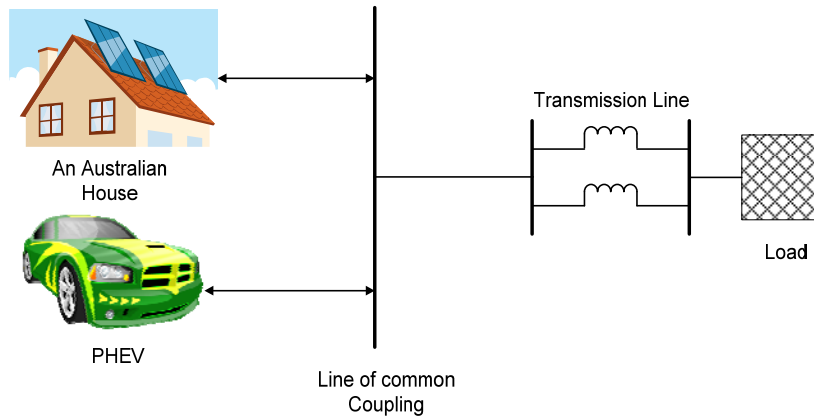 An Australian
House
PHEV
Line of common
Coupling
Transmission Line
Load